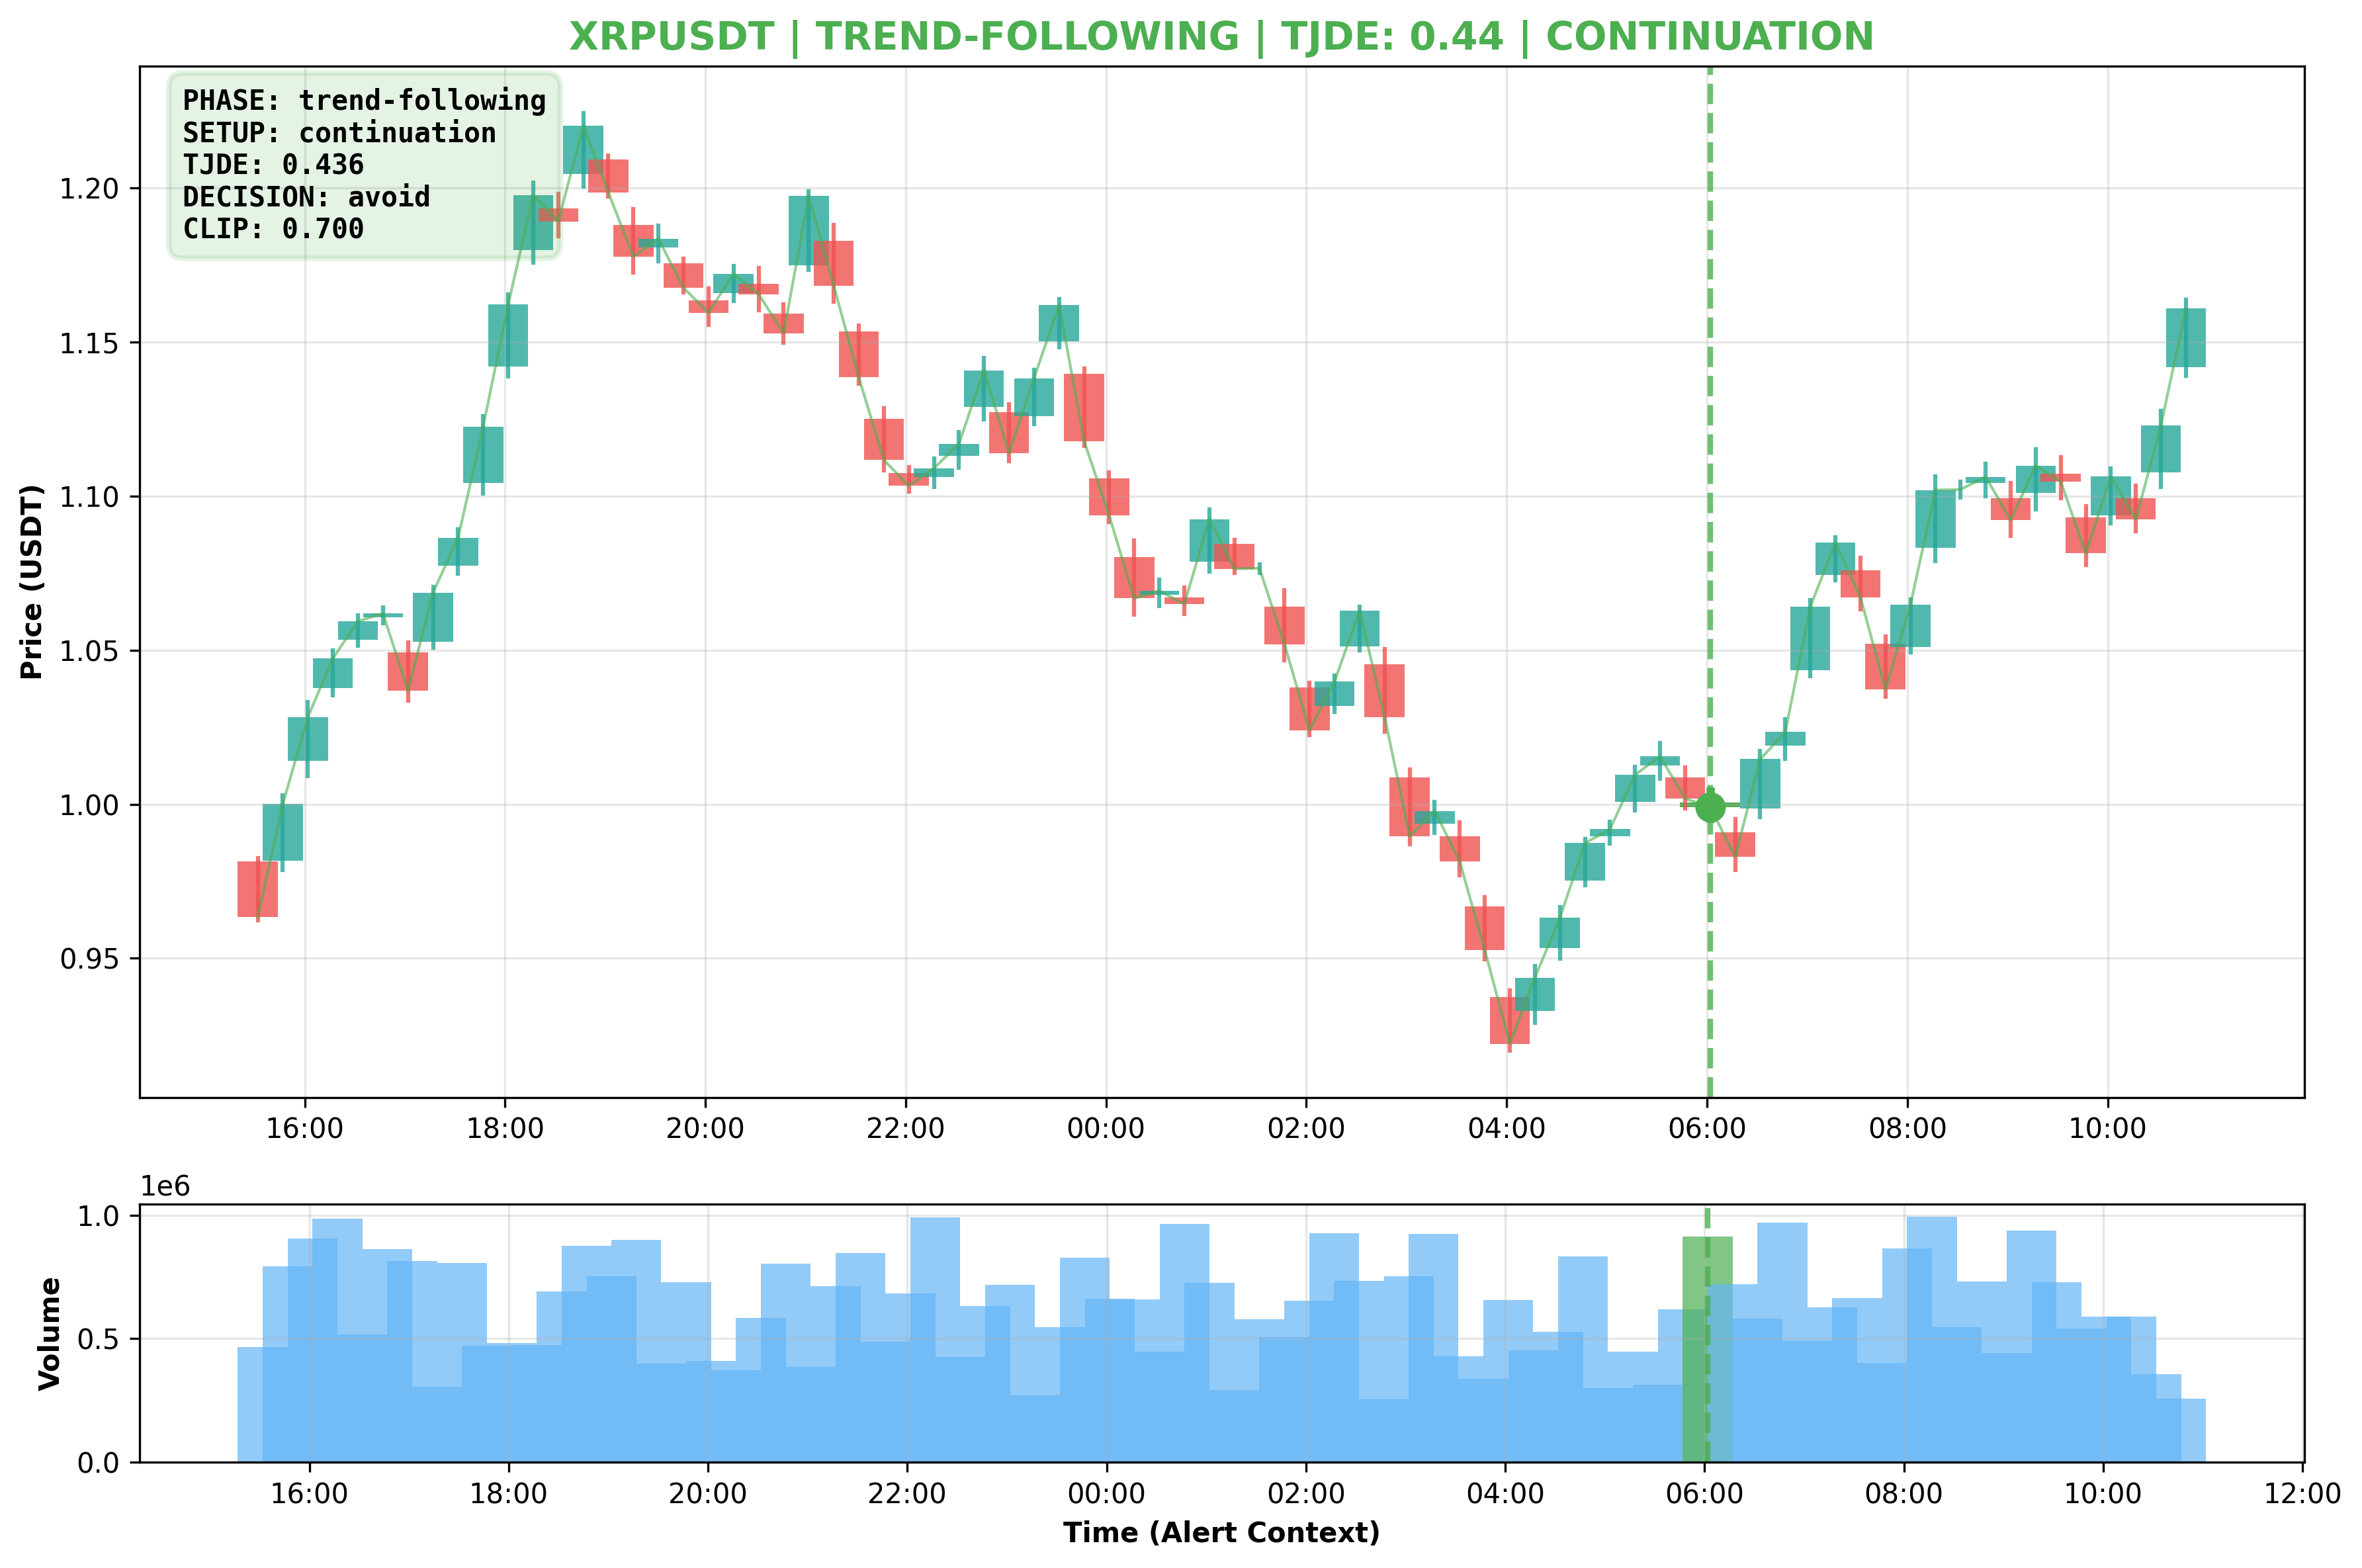 XRPUSDT | TREND-FOLLOWING | TJDE: 0.44 | CONTINUATION
PHASE: trend-following
SETUP: continuation
TJDE: 0.436
DECISION: avoid
CLIP: 0.700
Price (USDT)
1.20
1.15
1.10
1.05
1.00
0.95
16:00 18:00 20:00 22:00 00:00 02:00 04:00 06:00 08:00 10:00
1e6
Volume
1.0
0.5
0.0
16:00 18:00 20:00 22:00 00:00 02:00 04:00 06:00 08:00 10:00 12:00
Time (Alert Context)